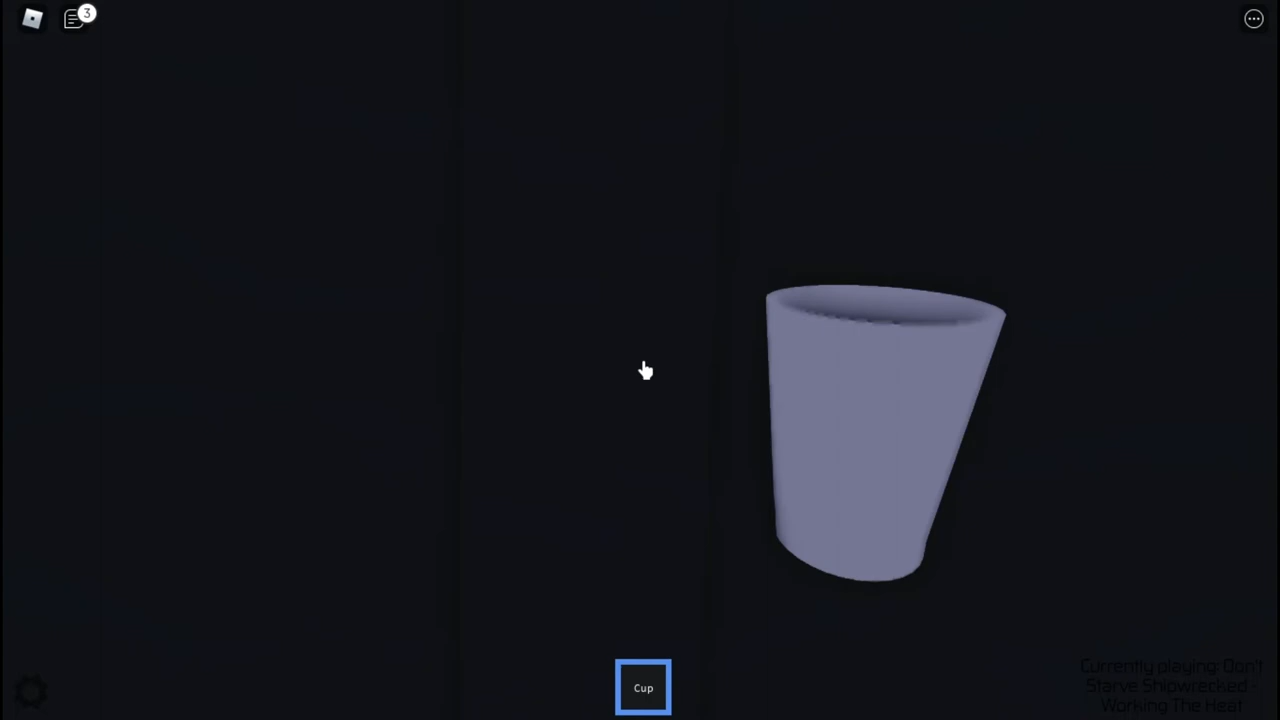 3
Cup
Currently playing: Don't
Starve Shipwrecked -
Working The Heat